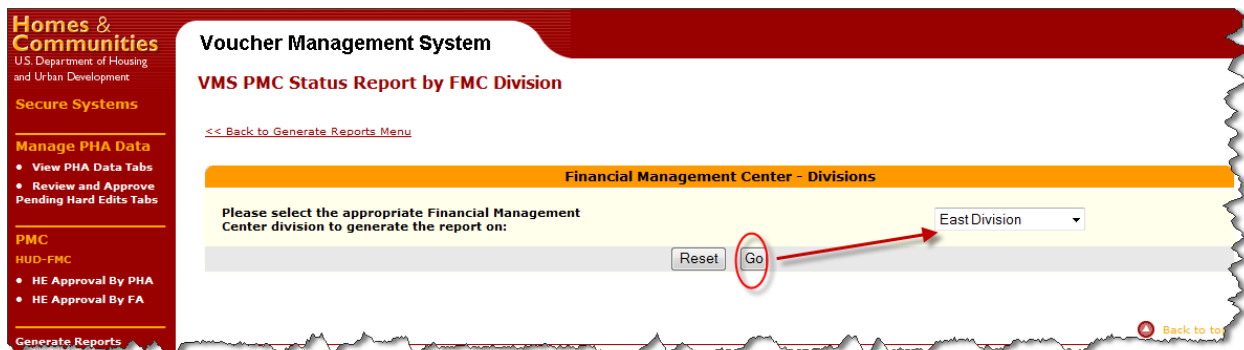 Homes &
Communities
U.S. Department of Housing
and Urban Development
Secure Systems
Manage PHA Data
• View PHA Data Tabs
• Review and Approve
Pending Hard Edits Tabs
PMC
HUD-FMC
• HE Approval By PHA
• HE Approval By FA
Generate Reports
Voucher Management System
VMS PMC Status Report by FMC Division
<< Back to Generate Reports Menu
Financial Management Center - Divisions
Please select the appropriate Financial Management
Center division to generate the report on:
East Division
Reset Go
Back to